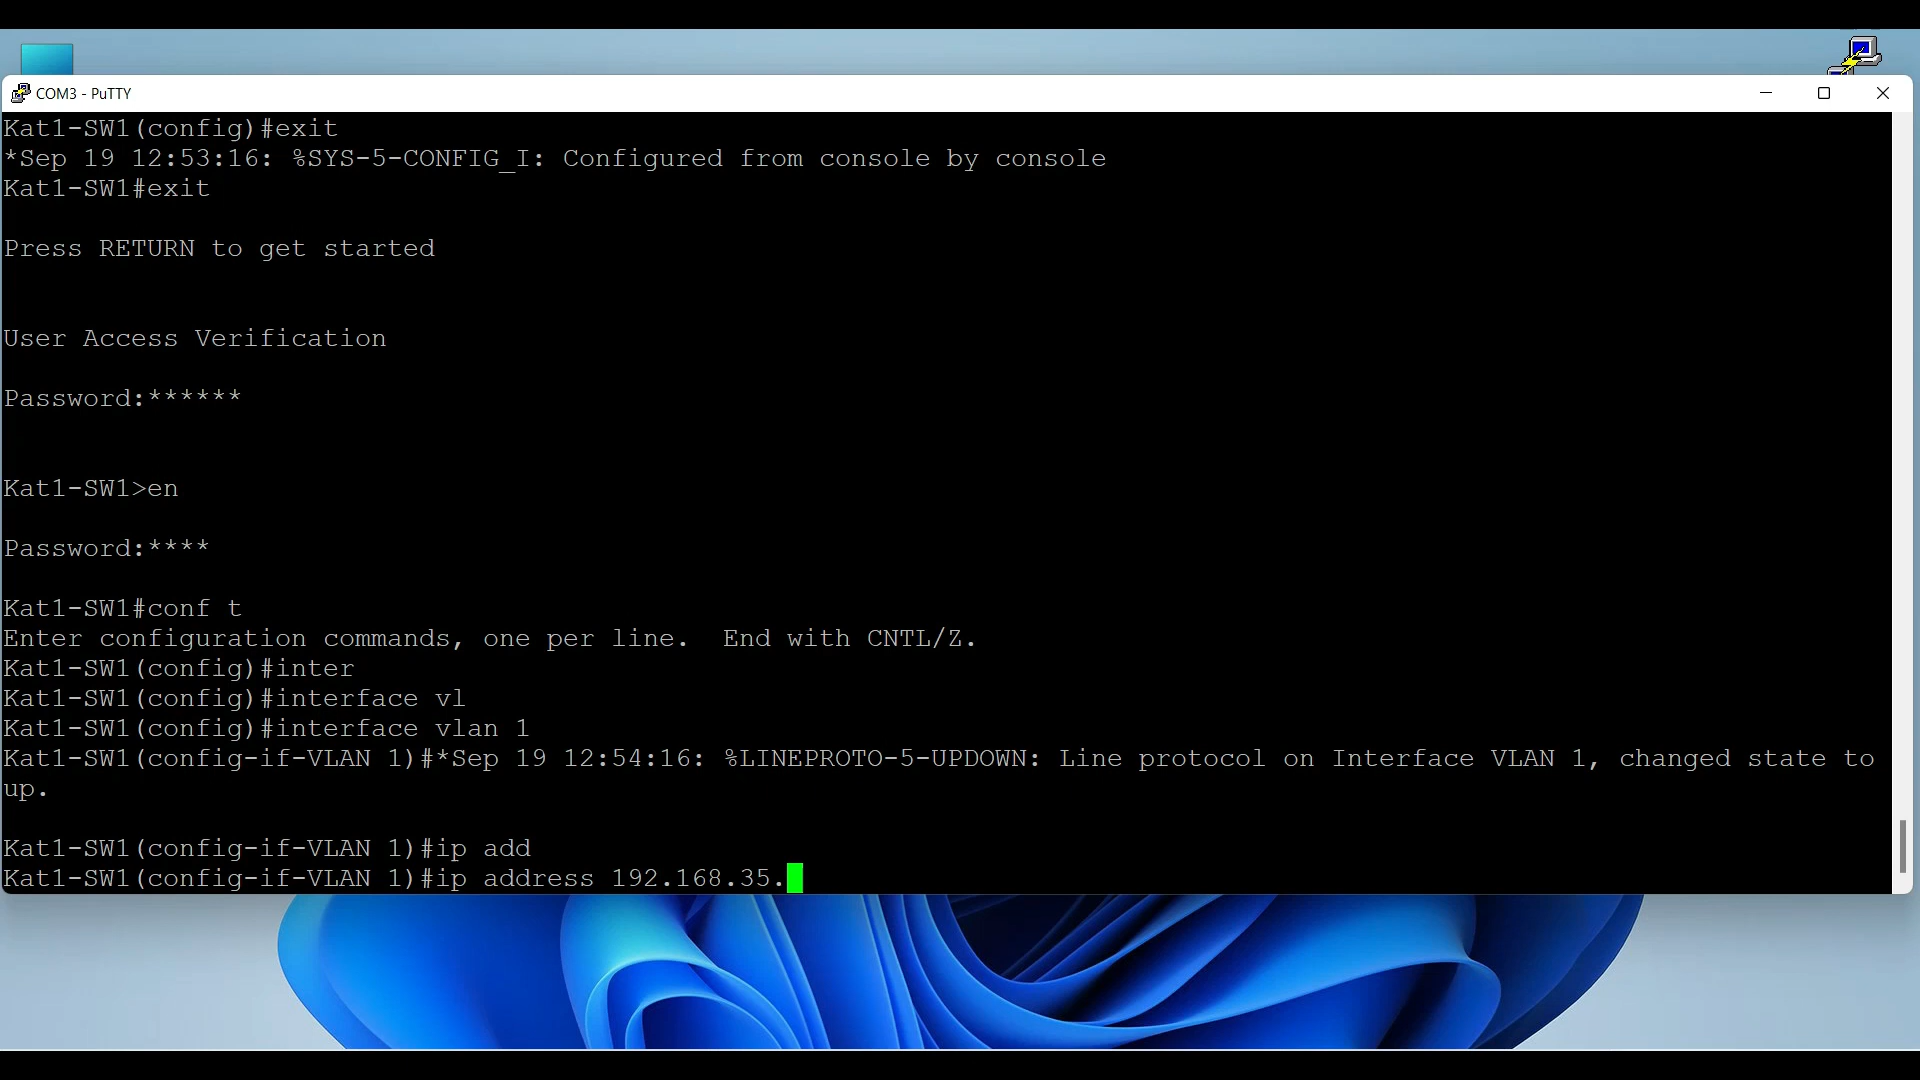 COM3 - PuTTY
Kat1-SW1(config)#exit
*Sep 19 12:53:16: %SYS-5-CONFIG_I: Configured from console by console
Kat1-SW1#exit
Press RETURN to get started
User Access Verification
Password:******
Kat1-SW1>en
Password:****
Kat1-SW1#conf t
Enter configuration commands, one per line.  End with CNTL/Z.
Kat1-SW1(config)#inter
Kat1-SW1(config)#interface vl
Kat1-SW1(config)#interface vlan 1
Kat1-SW1(config-if-VLAN 1)#*Sep 19 12:54:16: %LINEPROTO-5-UPDOWN: Line protocol on Interface VLAN 1, changed state to
up.
Kat1-SW1(config-if-VLAN 1)#ip add
Kat1-SW1(config-if-VLAN 1)#ip address 192.168.35.